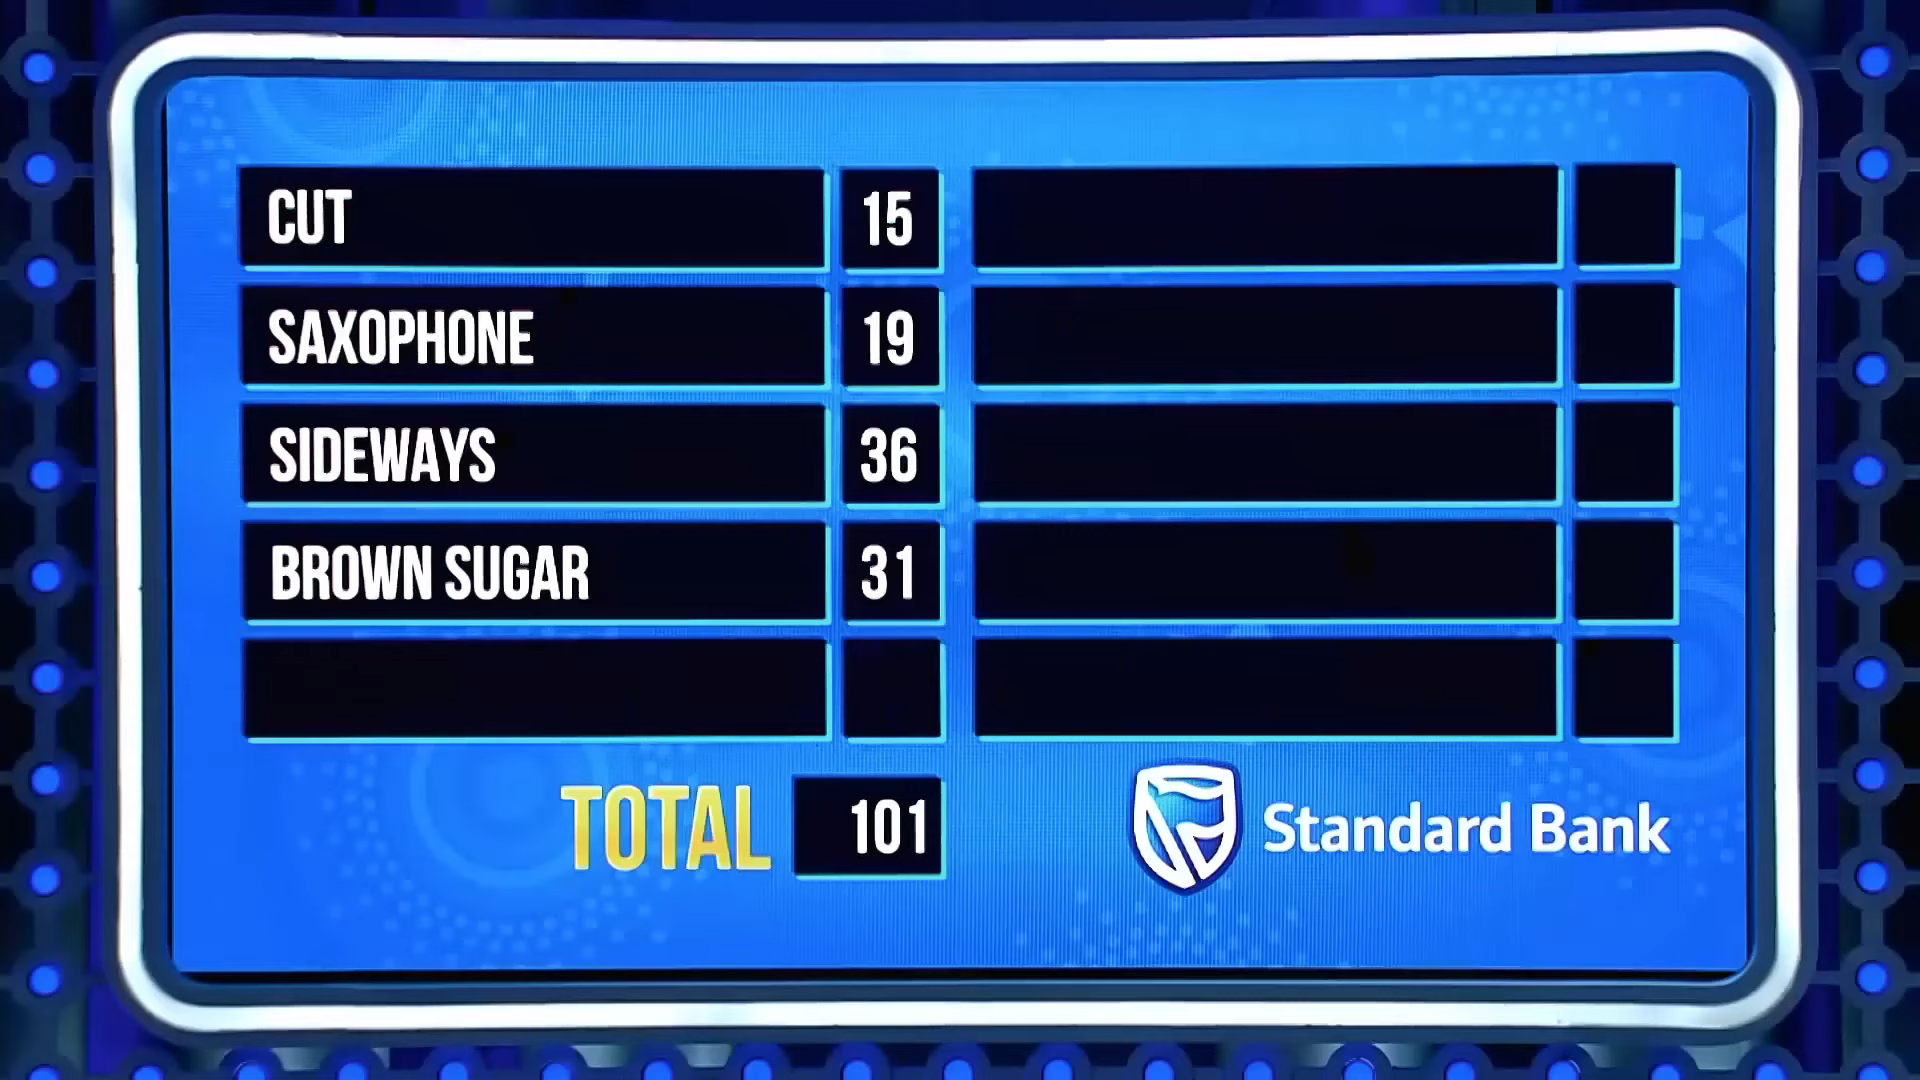 CUT 15
SAXOPHONE 19
SIDEWAYS 36
BROWN SUGAR 31
TOTAL 101
Standard Bank